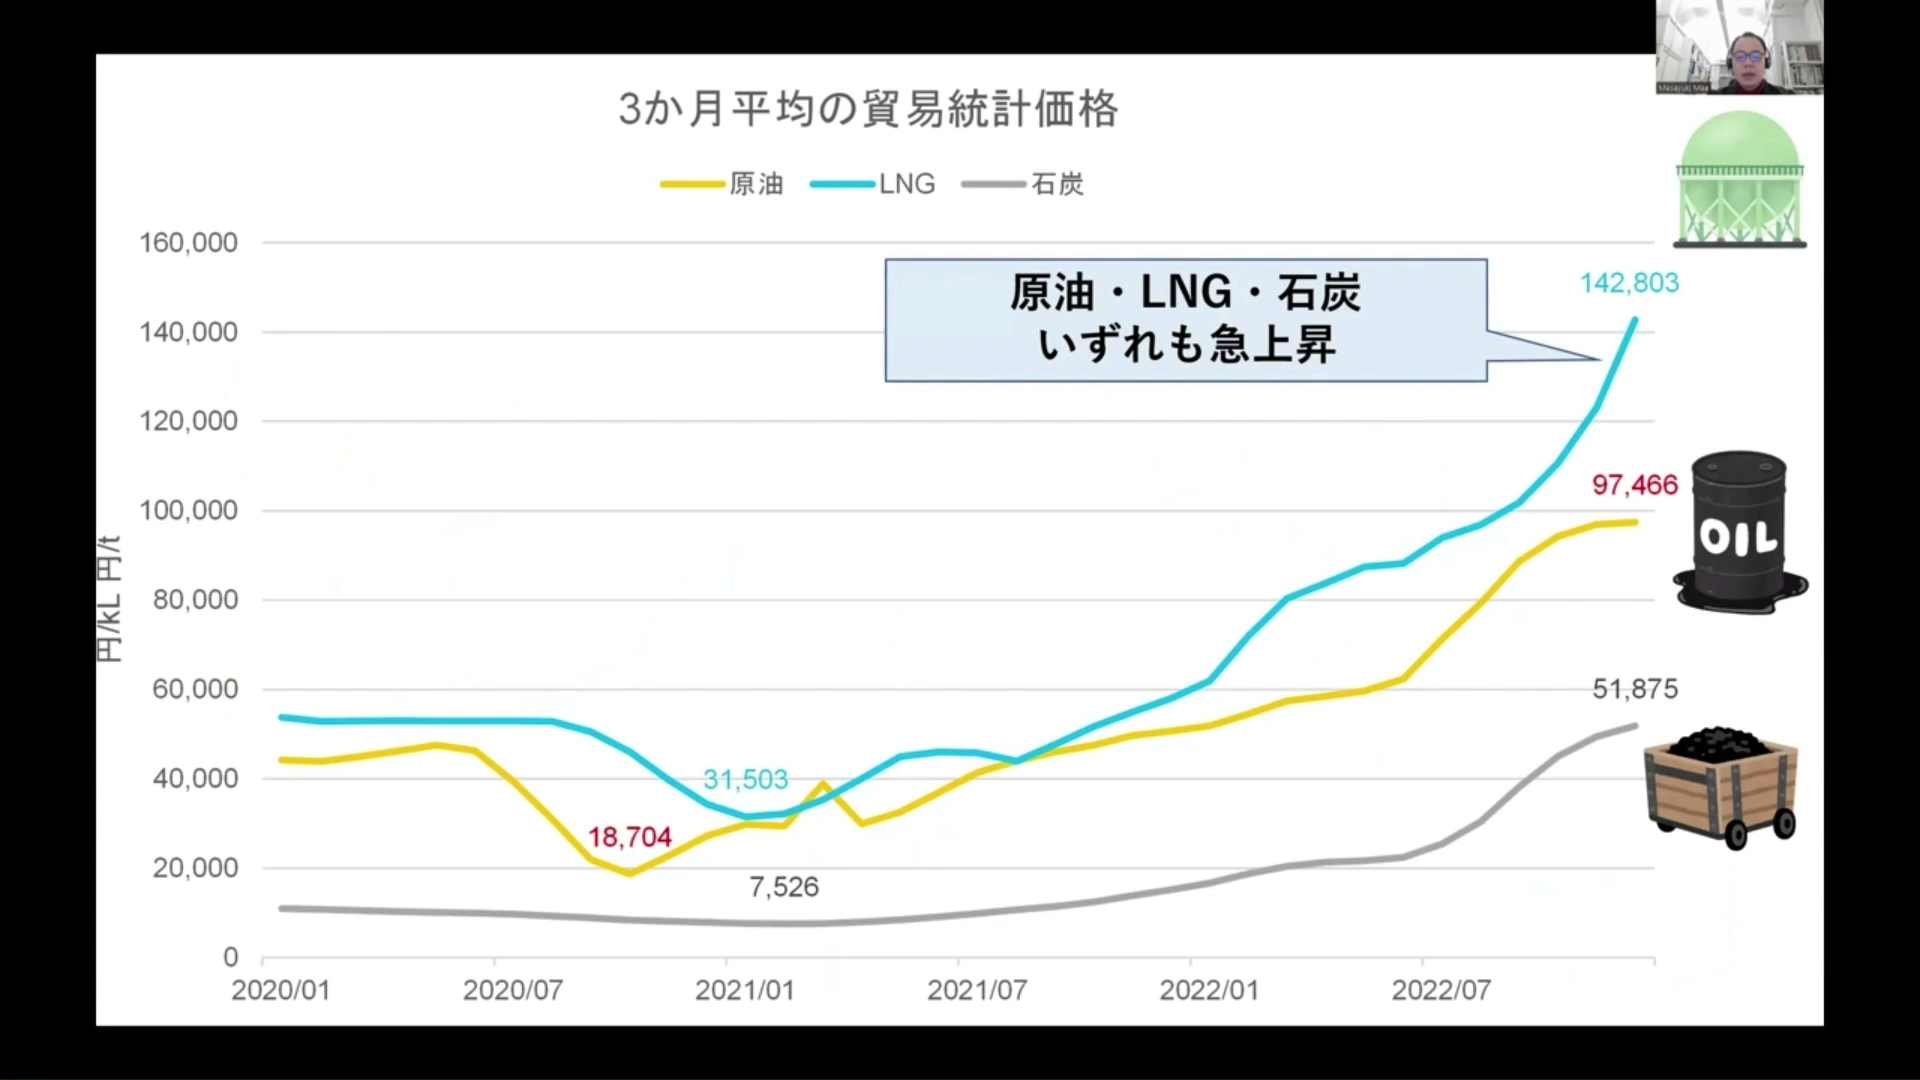 Masayuki Mae
3か月平均の貿易統計価格
原油 LNG 石炭
円/kL 円/t
160,000
140,000
120,000
100,000
80,000
60,000
40,000
20,000
0
原油・LNG・石炭
いずれも急上昇
142,803
97,466
OIL
51,875
31,503
18,704
7,526
2020/01 2020/07 2021/01 2021/07 2022/01 2022/07